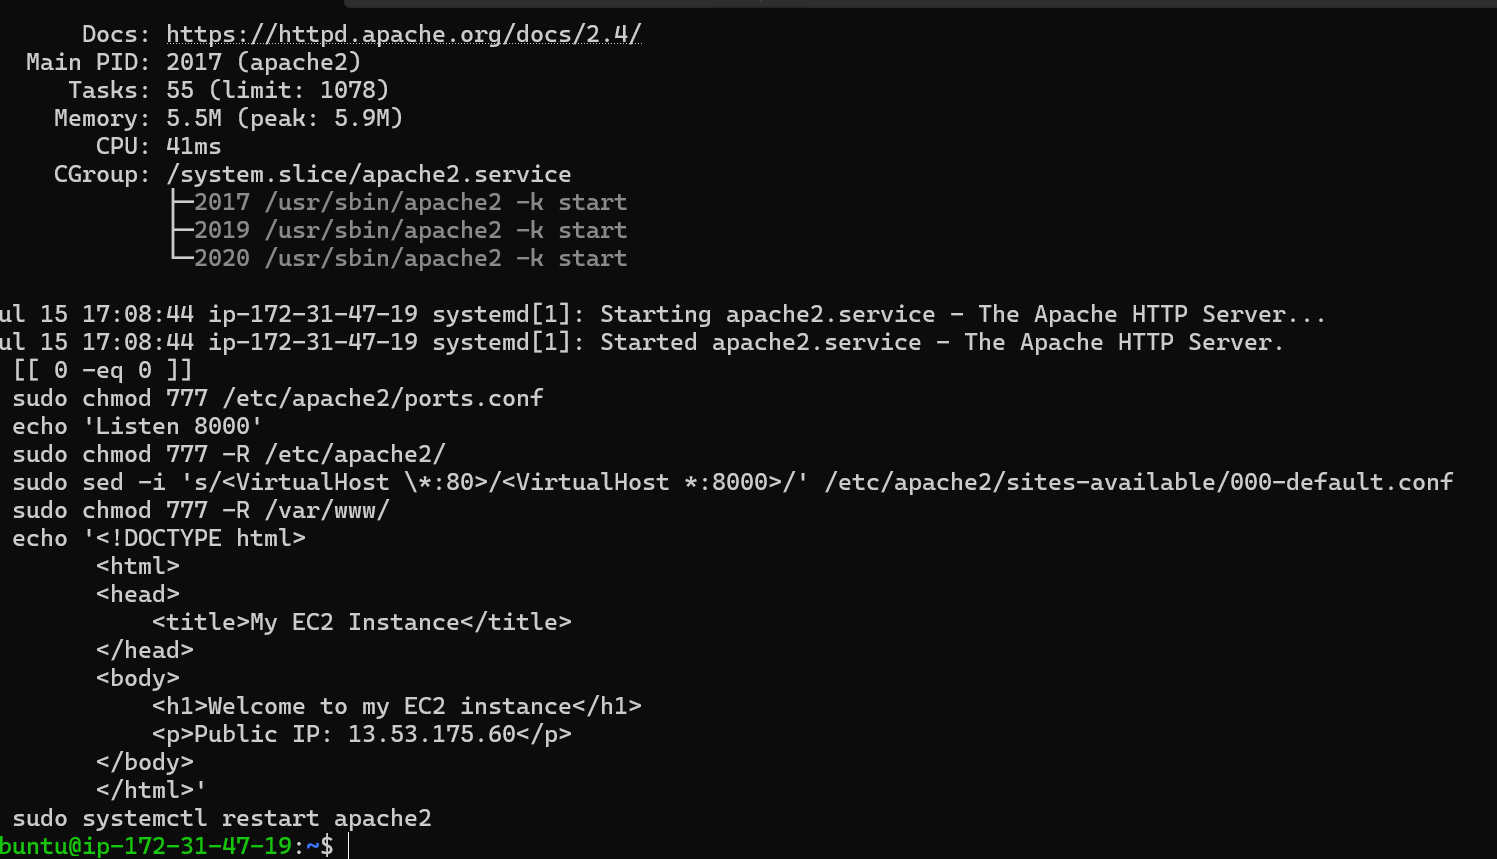 Docs: https://httpd.apache.org/docs/2.4/
Main PID: 2017 (apache2)
Tasks: 55 (limit: 1078)
Memory: 5.5M (peak: 5.9M)
CPU: 41ms
CGroup: /system.slice/apache2.service
├─2017 /usr/sbin/apache2 -k start
├─2019 /usr/sbin/apache2 -k start
└─2020 /usr/sbin/apache2 -k start
ul 15 17:08:44 ip-172-31-47-19 systemd[1]: Starting apache2.service - The Apache HTTP Server...
ul 15 17:08:44 ip-172-31-47-19 systemd[1]: Started apache2.service - The Apache HTTP Server.
[[ 0 -eq 0 ]]
sudo chmod 777 /etc/apache2/ports.conf
echo 'Listen 8000'
sudo chmod 777 -R /etc/apache2/
sudo sed -i 's/<VirtualHost \*:80>/<VirtualHost *:8000>/' /etc/apache2/sites-available/000-default.conf
sudo chmod 777 -R /var/www/
echo '<!DOCTYPE html>
<html>
<head>
<title>My EC2 Instance</title>
</head>
<body>
<h1>Welcome to my EC2 instance</h1>
<p>Public IP: 13.53.175.60</p>
</body>
</html>'
sudo systemctl restart apache2
buntu@ip-172-31-47-19:~$